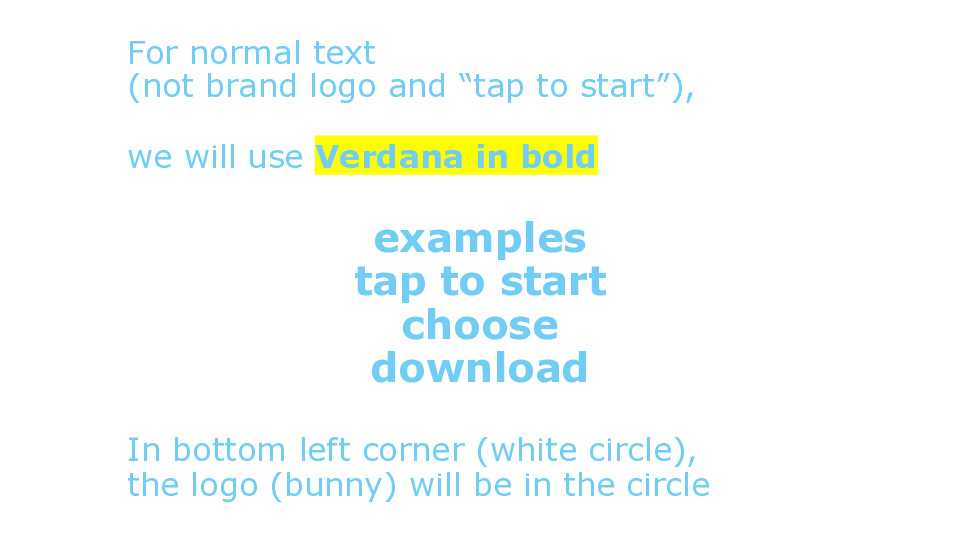 For normal text
(not brand logo and “tap to start”),
we will use Verdana in bold
examples
tap to start
choose
download
In bottom left corner (white circle),
the logo (bunny) will be in the circle